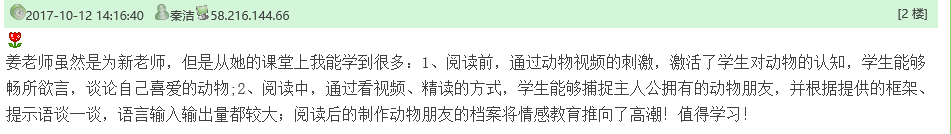 2017-10-12 14:16:40 秦洁 58.216.144.66 [2 楼]
姜老师虽然是为新老师，但是从她的课堂上我能学到很多：1、阅读前，通过动物视频的刺激，激活了学生对动物的认知，学生能够
畅所欲言，谈论自己喜爱的动物;2、阅读中，通过看视频、精读的方式，学生能够捕捉主人公拥有的动物朋友，并根据提供的框架、
提示语谈一谈，语言输入输出量都较大；阅读后的制作动物朋友的档案将情感教育推向了高潮！值得学习！